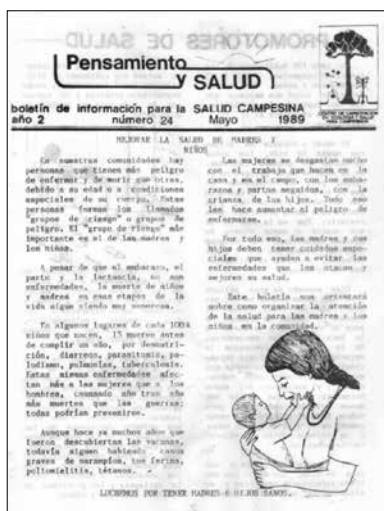 Pensamiento
y SALUD
boletín de información para la SALUD CAMPESINA
año 2 número 24 Mayo 1989
MEJORAR LA SALUD DE MADRES Y
NIÑOS
En nuestras comunidades hay
personas que tienen más peligro
de enfermar y de morir que otras,
debido a su edad o a condiciones
especiales de su cuerpo. Estas
personas forman los llamados
"grupos de riesgo" o grupos de
peligro. El "grupo de riesgo" más
importante es el de las madres y
los niños.
A pesar de que el embarazo, el
parto y la lactancia, no son
enfermedades, la muerte de niños
y madres en esas etapas de la
vida sigue siendo muy numerosa.
En algunos lugares de cada 100
niños que nacen, 15 mueren antes
de cumplir un año, por desnutri-
ción, diarreas, parasitosis, pa-
ludismo, pulmonías, tuberculosis.
Estas mismas enfermedades afec-
tan más a las mujeres que a los
hombres, causando año tras año
más muertes que las guerras;
todas podrían prevenirse.
Aunque hace ya muchos años que
fueron descubiertas las vacunas,
todavía siguen habiendo casos
graves de sarampión, tos ferina,
poliomielitis, tétanos.
Las mujeres se desgastan mucho
con el trabajo que hacen en la
casa y en el campo, con los emba-
razos y partos seguidos, con la
crianza de los hijos. Todo eso
les hace aumentar el peligro de
enfermarse.
Por todo eso, las madres y sus
hijos deben tener cuidados espe-
ciales que ayuden a evitar las
enfermedades que los atacan y
mejores su salud.
Este boletín nos orientará
sobre como organizar la atención
de la salud para las madres y los
niños en la comunidad.
LUCHEMOS POR TENER MADRES E HIJOS SANOS.